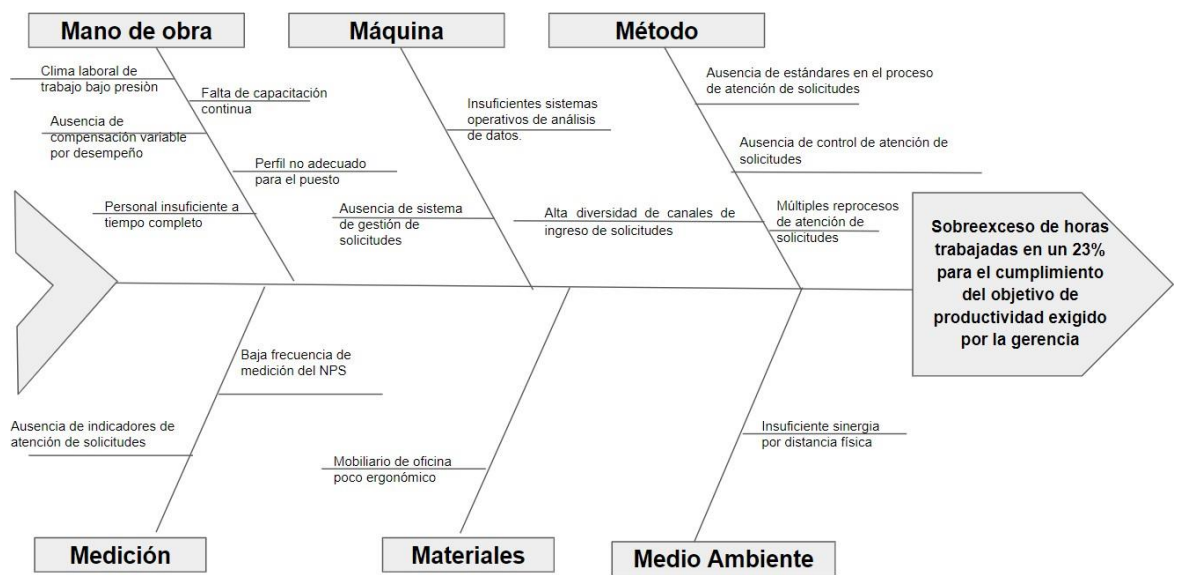 Mano de obra
Máquina
Método
Clima laboral de
trabajo bajo presiòn
Falta de capacitación
continua
Ausencia de
compensación variable
por desempeño
Perfil no adecuado
para el puesto
Personal insuficiente a
tiempo completo
Insuficientes sistemas
operativos de análisis
de datos.
Ausencia de sistema
de gestión de
solicitudes
Ausencia de estándares en el proceso
de atención de solicitudes
Ausencia de control de atención de
solicitudes
Alta diversidad de canales de
ingreso de solicitudes
Múltiples reprocesos
de atención de
solicitudes
Sobreexceso de horas
trabajadas en un 23%
para el cumplimiento
del objetivo de
productividad exigido
por la gerencia
Baja frecuencia de
medición del NPS
Ausencia de indicadores de
atención de solicitudes
Mobiliario de oficina
poco ergonómico
Insuficiente sinergia
por distancia física
Medición
Materiales
Medio Ambiente